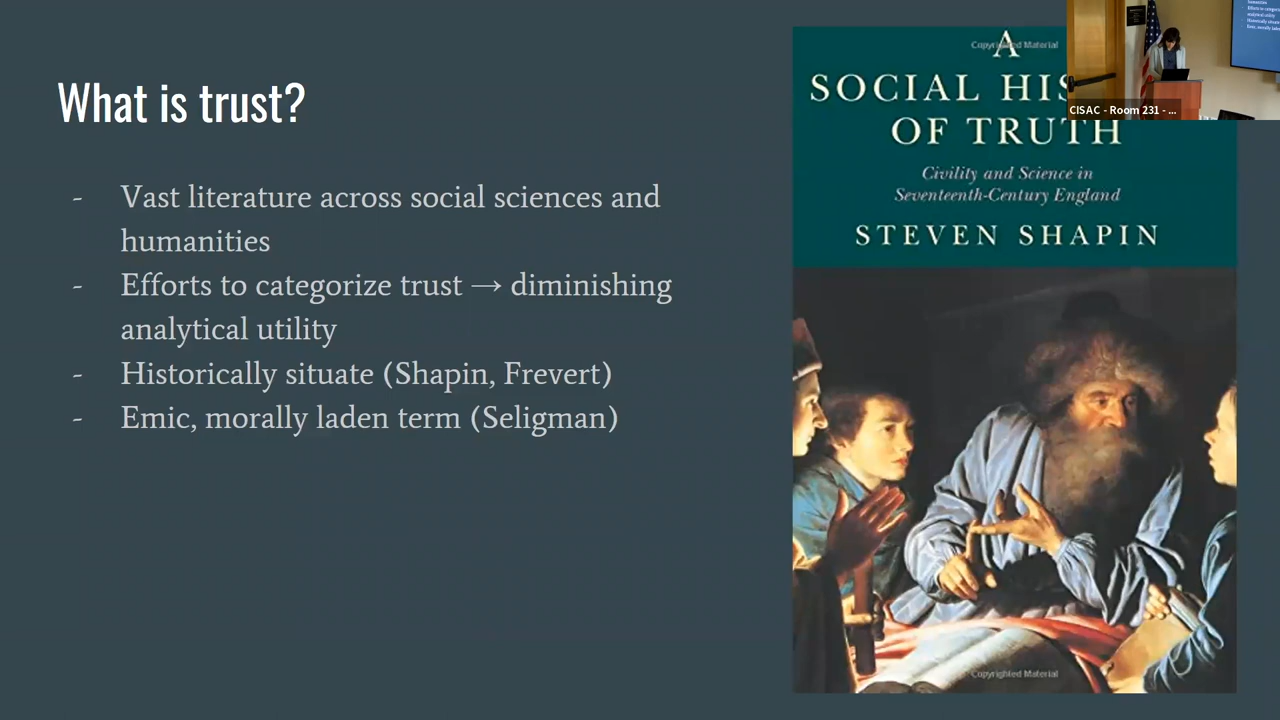 What is trust?
- Vast literature across social sciences and
humanities
- Efforts to categorize trust → diminishing
analytical utility
- Historically situate (Shapin, Frevert)
- Emic, morally laden term (Seligman)
Copyrighted Material
A
SOCIAL HIS
OF TRUTH
Civility and Science in
Seventeenth-Century England
STEVEN SHAPIN
Copyrighted Material
CISAC - Room 231 - ...